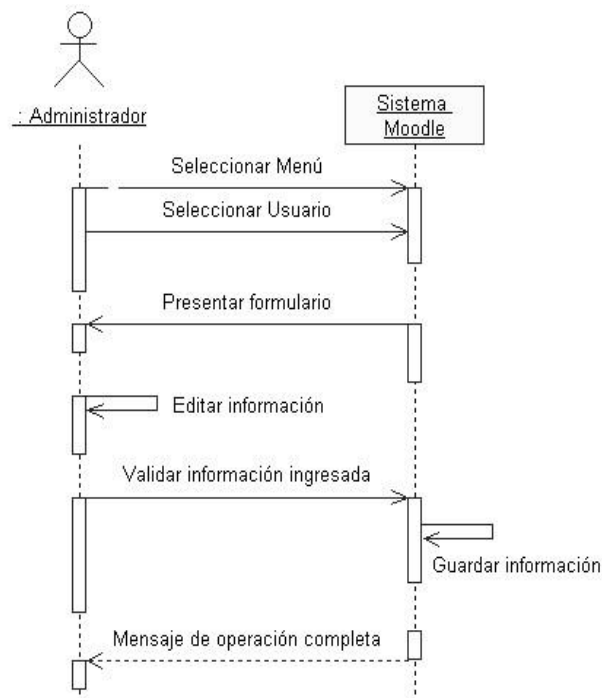 : Administrador
Sistema
Moodle
Seleccionar Menú
Seleccionar Usuario
Presentar formulario
Editar información
Validar información ingresada
Guardar información
Mensaje de operación completa